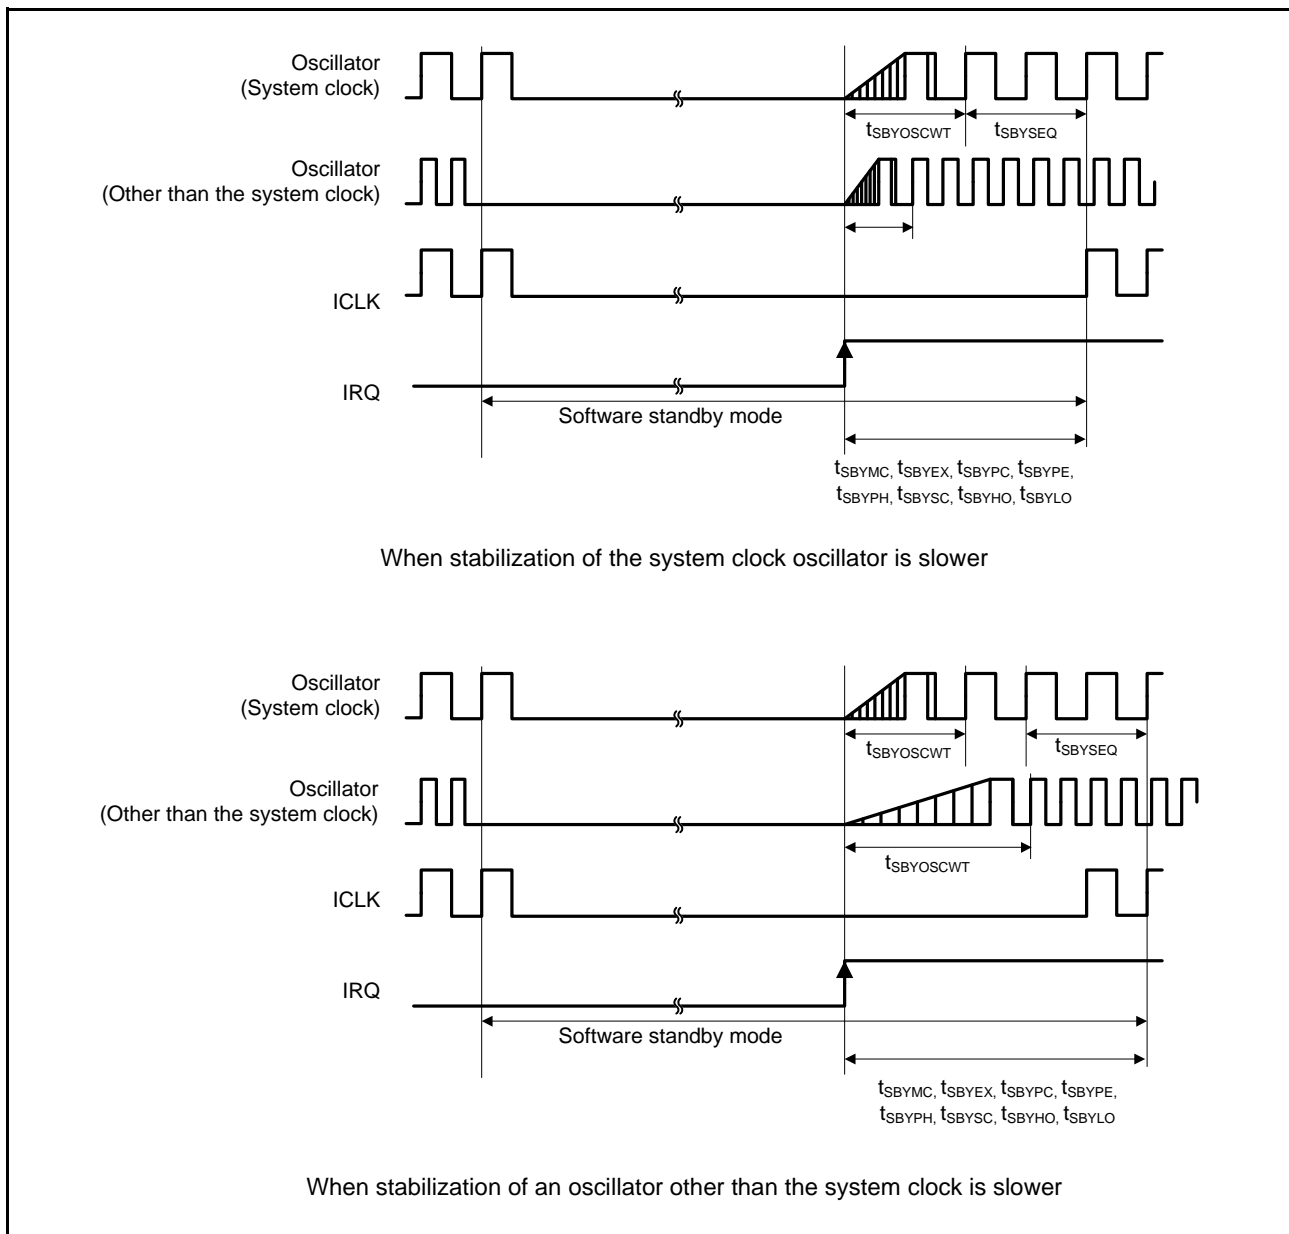 Oscillator
(System clock)
tSBYOSCWT
tSBYSEQ
Oscillator
(Other than the system clock)
ICLK
IRQ
Software standby mode
tSBYMC, tSBYEX, tSBYPC, tSBYPE,
tSBYPH, tSBYSC, tSBYHO, tSBYLO
When stabilization of the system clock oscillator is slower
Oscillator
(System clock)
tSBYOSCWT
tSBYSEQ
Oscillator
(Other than the system clock)
tSBYOSCWT
ICLK
IRQ
Software standby mode
tSBYMC, tSBYEX, tSBYPC, tSBYPE,
tSBYPH, tSBYSC, tSBYHO, tSBYLO
When stabilization of an oscillator other than the system clock is slower